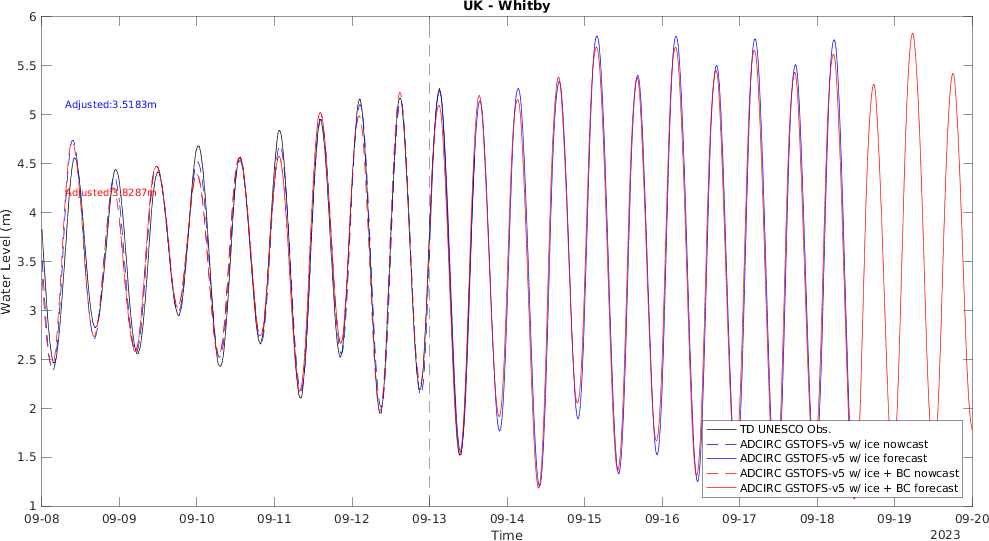 UK - Whitby
6
5.5
5
4.5
4
3.5
3
2.5
2
1.5
1
Water Level (m)
Adjusted:3.5183m
Adjusted:3.8287m
TD UNESCO Obs.
ADCIRC GSTOFS-v5 w/ ice nowcast
ADCIRC GSTOFS-v5 w/ ice forecast
ADCIRC GSTOFS-v5 w/ ice + BC nowcast
ADCIRC GSTOFS-v5 w/ ice + BC forecast
09-08 09-09 09-10 09-11 09-12 09-13 09-14 09-15 09-16 09-17 09-18 09-19 09-20
Time
2023